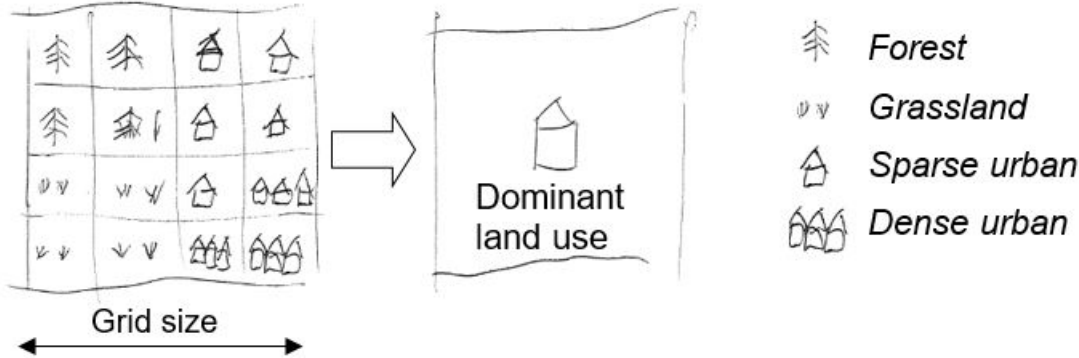 Grid size
Dominant
land use
Forest
Grassland
Sparse urban
Dense urban